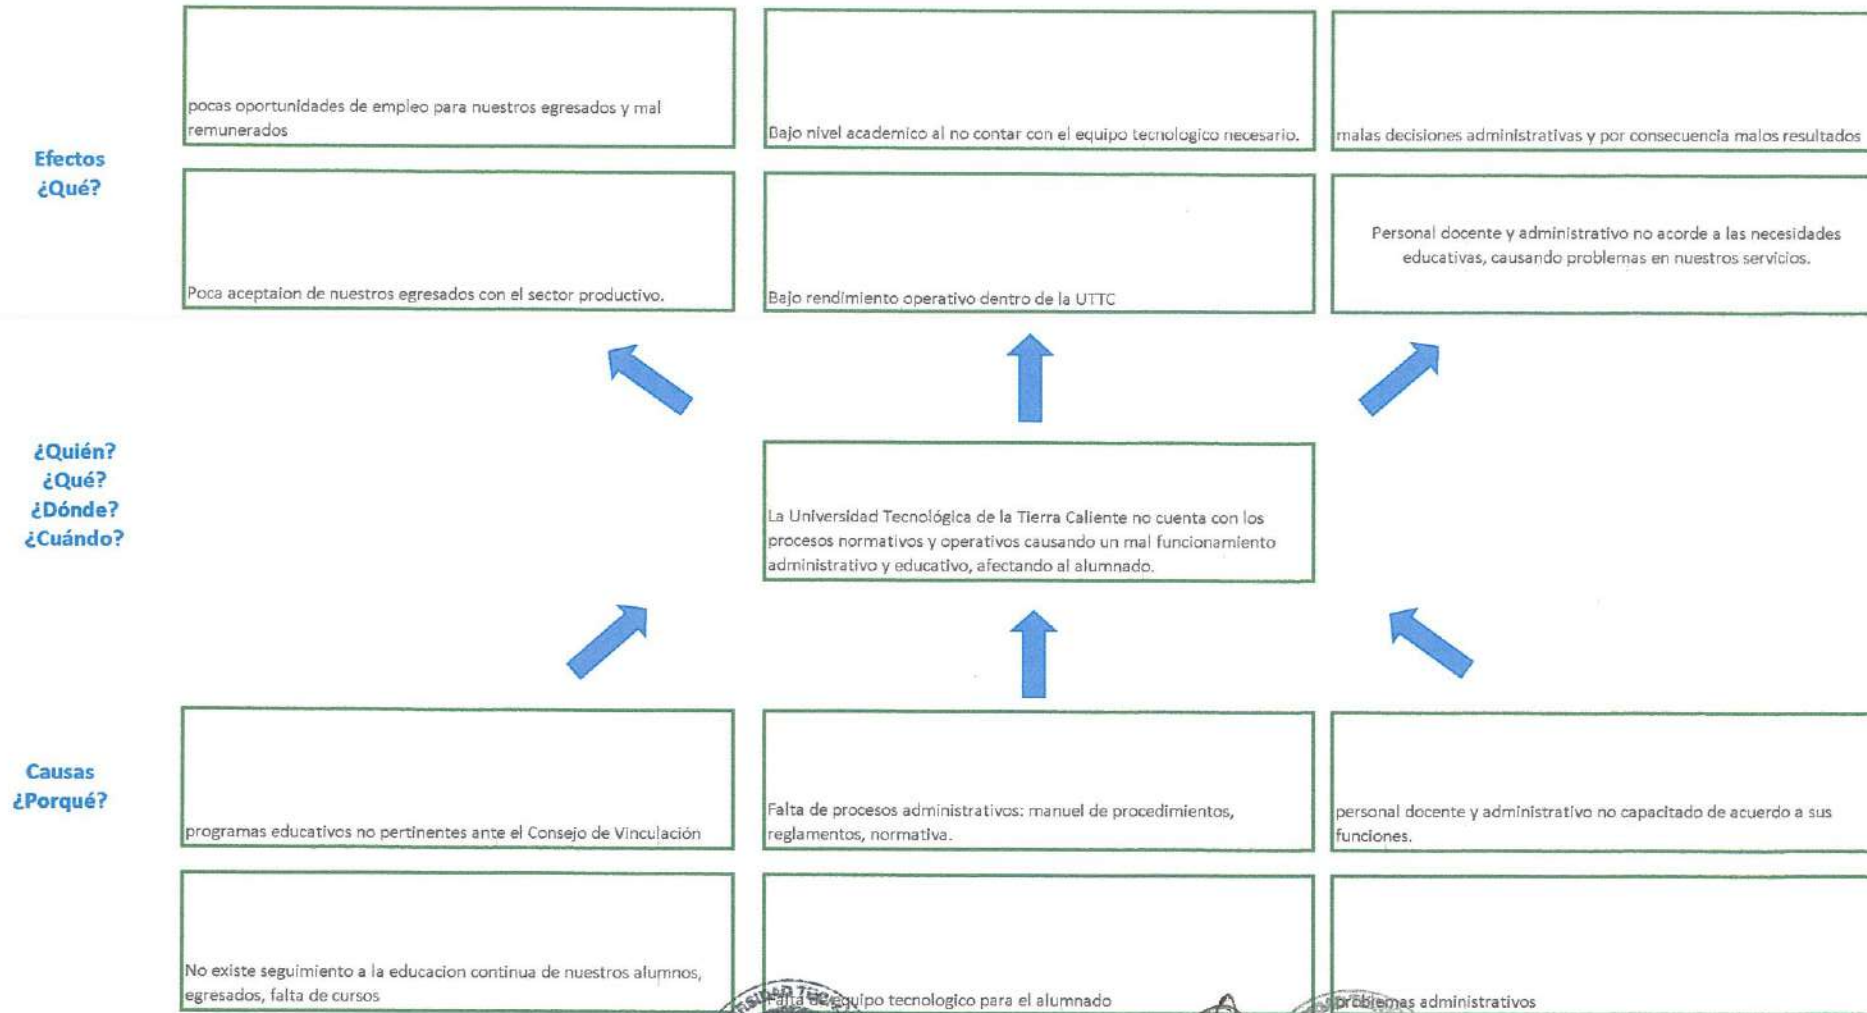 pocas oportunidades de empleo para nuestros egresados y mal
remunerados
Bajo nivel academico al no contar con el equipo tecnologico necesario.
malas decisiones administrativas y por consecuencia malos resultados
Efectos
¿Qué?
Poca aceptaion de nuestros egresados con el sector productivo.
Bajo rendimiento operativo dentro de la UTTC
Personal docente y administrativo no acorde a las necesidades
educativas, causando problemas en nuestros servicios.
¿Quién?
¿Qué?
¿Dónde?
¿Cuándo?
La Universidad Tecnológica de la Tierra Caliente no cuenta con los
procesos normativos y operativos causando un mal funcionamiento
administrativo y educativo, afectando al alumnado.
Causas
¿Porqué?
programas educativos no pertinentes ante el Consejo de Vinculación
Falta de procesos administrativos: manuel de procedimientos,
reglamentos, normativa.
personal docente y administrativo no capacitado de acuerdo a sus
funciones.
No existe seguimiento a la educacion continua de nuestros alumnos,
egresados, falta de cursos
Falta de equipo tecnologico para el alumnado
problemas administrativos